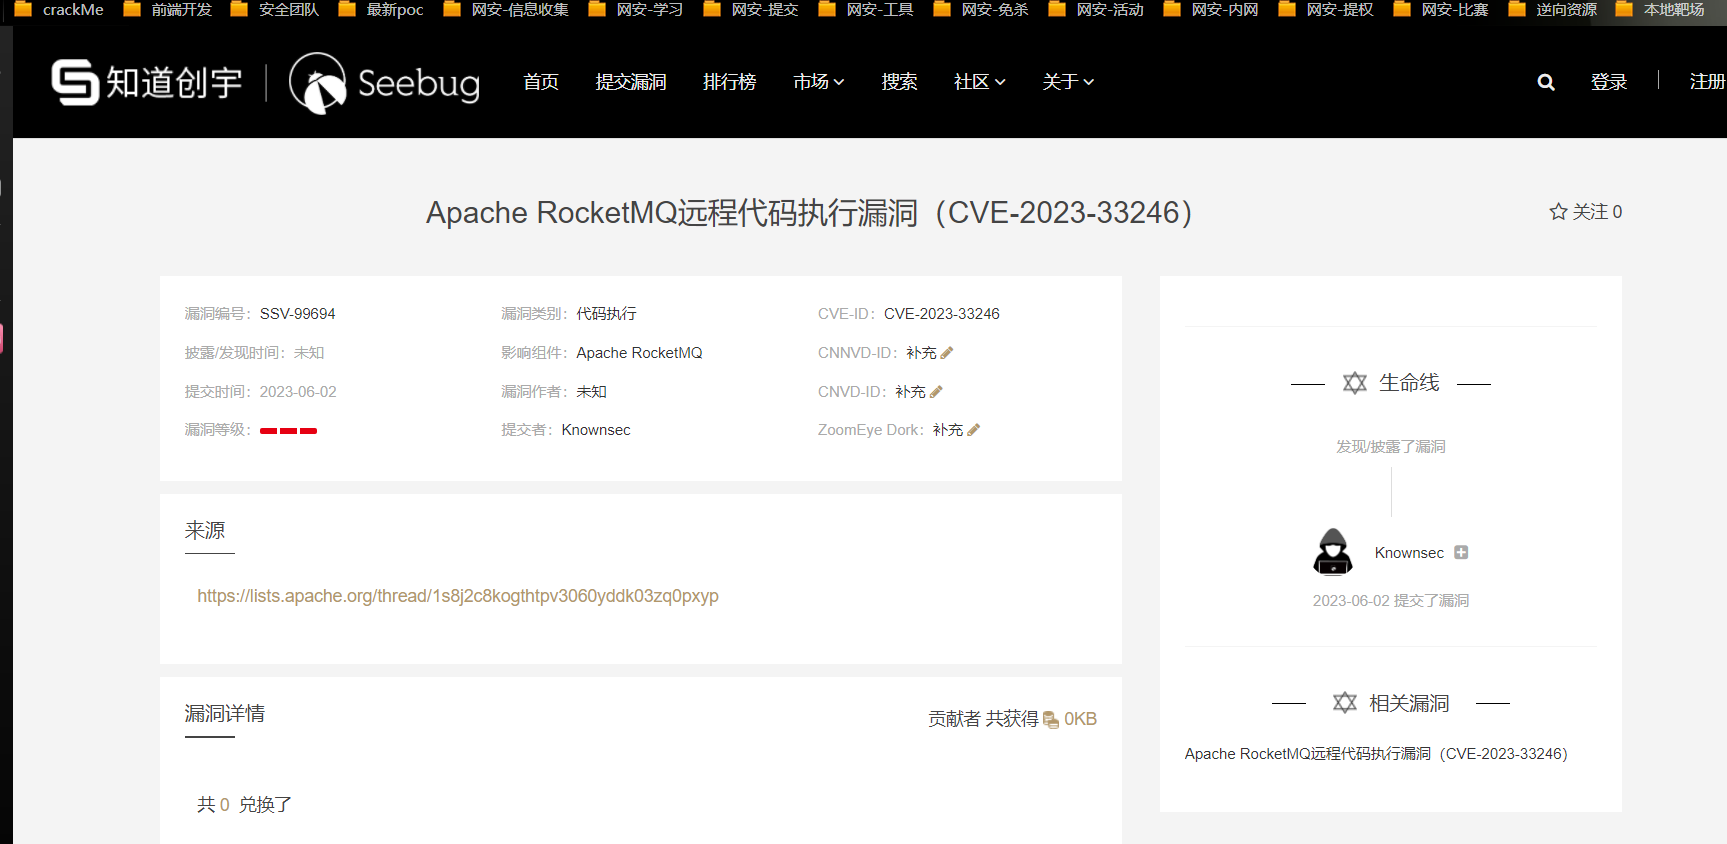 crackMe 前端开发 安全团队 最新poc 网安-信息收集 网安-学习 网安-提交 网安-工具 网安-免杀 网安-活动 网安-内网 网安-提权 网安-比赛 逆向资源 本地靶场
知道创宇 Seebug 首页 提交漏洞 排行榜 市场 搜索 社区 关于 登录 注册
Apache RocketMQ远程代码执行漏洞（CVE-2023-33246）
关注 0
漏洞编号： SSV-99694 漏洞类别： 代码执行 CVE-ID： CVE-2023-33246
披露/发现时间： 未知 影响组件： Apache RocketMQ CNNVD-ID： 补充
提交时间： 2023-06-02 漏洞作者： 未知 CNVD-ID： 补充
漏洞等级： 提交者： Knownsec ZoomEye Dork： 补充
来源
https://lists.apache.org/thread/1s8j2c8kogthtpv3060yddk03zq0pxyp
漏洞详情
贡献者 共获得 0KB
共 0 兑换了
生命线
发现/披露了漏洞
Knownsec
2023-06-02 提交了漏洞
相关漏洞
Apache RocketMQ远程代码执行漏洞（CVE-2023-33246）